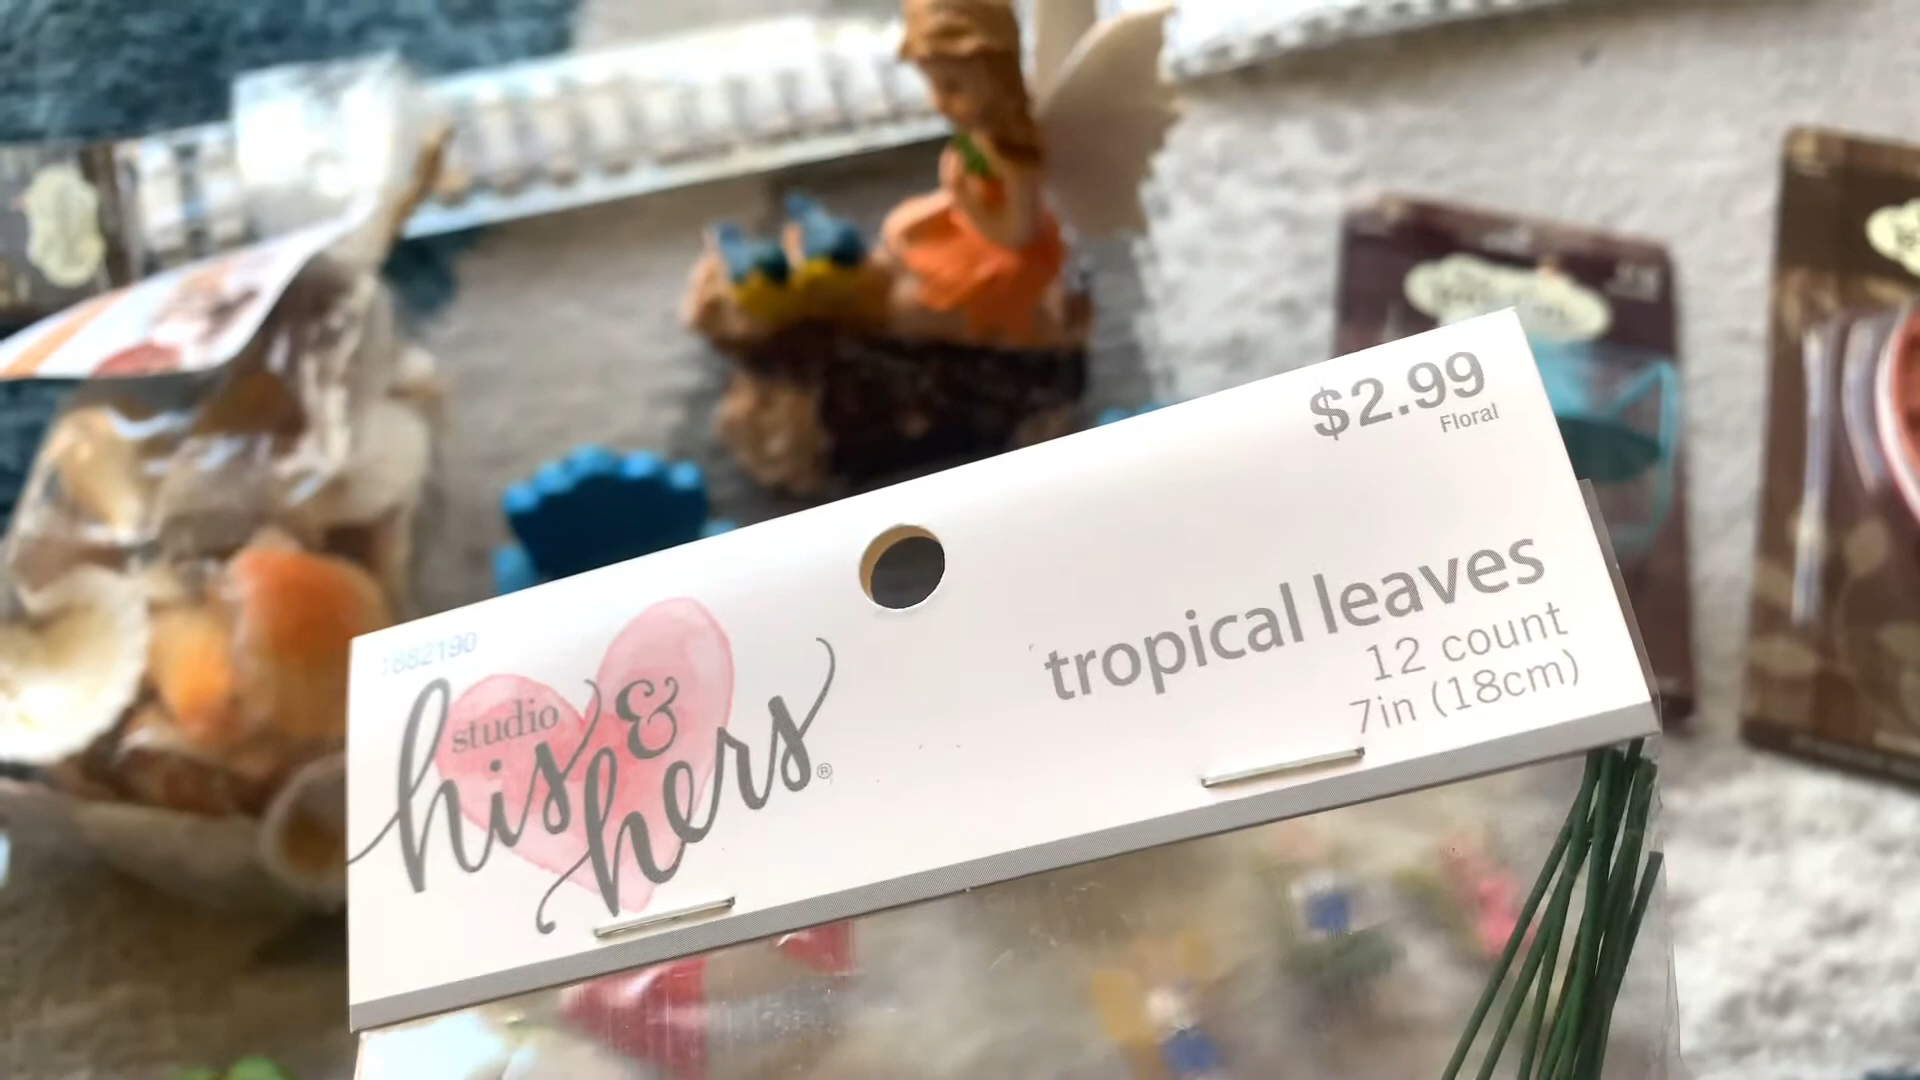 $2.99
Floral
1882190
studio
his &
hers®
tropical leaves
12 count
7in (18cm)